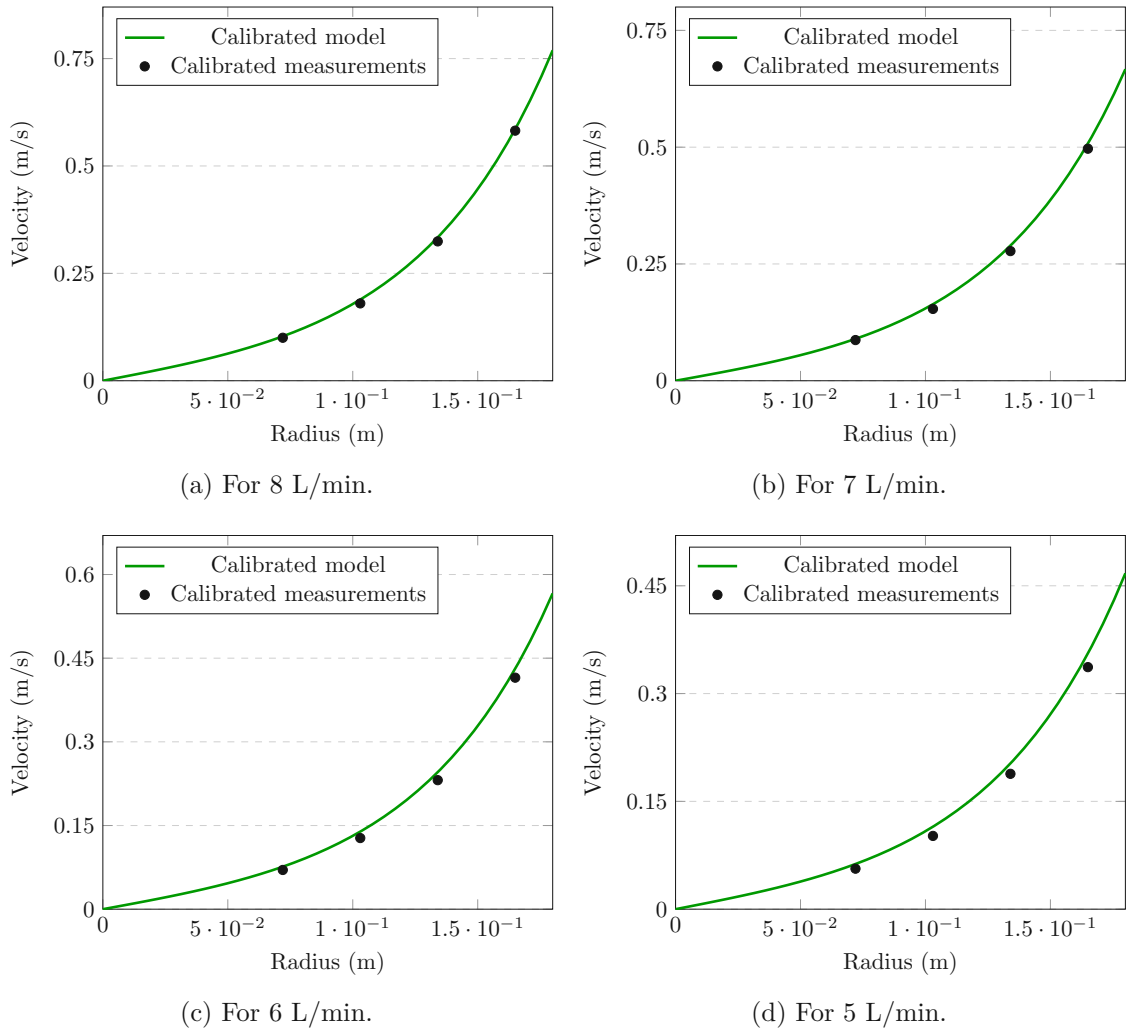 Calibrated model
Calibrated measurements
0.75
0.5
0.25
0
Velocity (m/s)
0
5 · 10⁻²
1 · 10⁻¹
1.5 · 10⁻¹
Radius (m)
(a) For 8 L/min.
Calibrated model
Calibrated measurements
0.75
0.5
0.25
0
Velocity (m/s)
0
5 · 10⁻²
1 · 10⁻¹
1.5 · 10⁻¹
Radius (m)
(b) For 7 L/min.
Calibrated model
Calibrated measurements
0.6
0.45
0.3
0.15
0
Velocity (m/s)
0
5 · 10⁻²
1 · 10⁻¹
1.5 · 10⁻¹
Radius (m)
(c) For 6 L/min.
Calibrated model
Calibrated measurements
0.45
0.3
0.15
0
Velocity (m/s)
0
5 · 10⁻²
1 · 10⁻¹
1.5 · 10⁻¹
Radius (m)
(d) For 5 L/min.